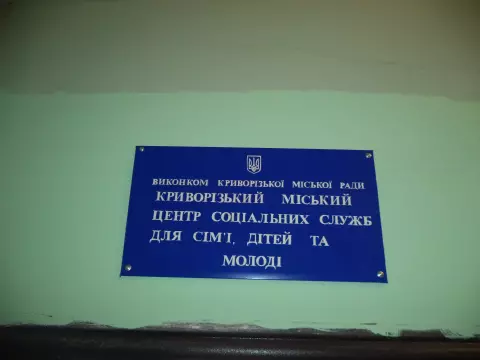 ВИКОНКОМ КРИВОРІЗЬКОЇ МІСЬКОЇ РАДИ
КРИВОРІЗЬКИЙ МІСЬКИЙ
ЦЕНТР СОЦІАЛЬНИХ СЛУЖБ
ДЛЯ СІМ'Ї, ДІТЕЙ ТА
МОЛОДІ